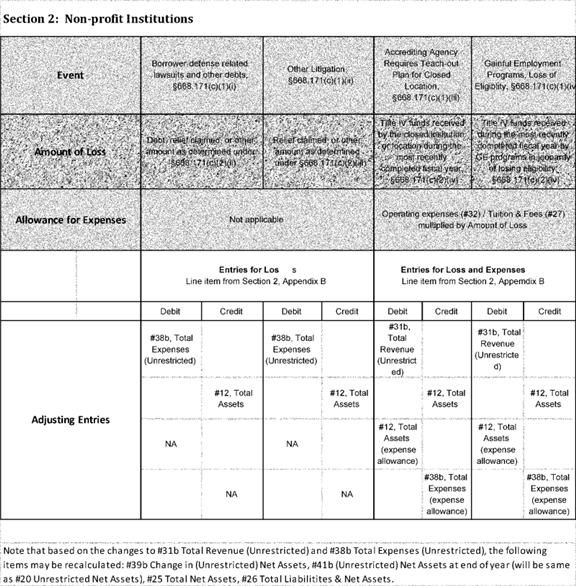 Section 2: Non-profit Institutions
Event
Borrower defense related
lawsuits and other debts,
§668.171(c)(1)(i)
Other Litigation,
§668.171(c)(1)(ii)
Accrediting Agency
Requires Teach-out
Plan for Closed
Location,
§668.171(c)(1)(iii)
Gainful Employment
Programs, Loss of
Eligibility, §668.171(c)(1)(iv
Amount of Loss
Debt relief claimed, or other
amount as determined under
§668.171(c)(2)(ii)
Relief claimed, or other
amount as determined
under §668.171(c)(2)(ii)
Title IV funds received
by the closed institution
or location during the
most recently
completed fiscal year,
§668.171(c)(2)(iv)
Title IV funds received
during the most recently
completed fiscal year by
GE programs in jeopardy
of losing eligibility,
§668.171(c)(2)(iv)
Allowance for Expenses
Not applicable
Operating expenses (#32) / Tuition & Fees (#27)
multiplied by Amount of Loss
Entries for Los s
Line item from Section 2, Appendix B
Entries for Loss and Expenses
Line item from Section 2, Appendix B
Debit
Credit
Debit
Credit
Debit
Credit
Debit
Credit
Adjusting Entries
#38b, Total
Expenses
(Unrestricted)
#38b, Total
Expenses
(Unrestricted)
#31b,
Total
Revenue
(Unrestrict
ed)
#31b, Total
Revenue
(Unrestricte
d)
#12, Total
Assets
#12, Total
Assets
#12, Total
Assets
#12, Total
Assets
NA
NA
#12, Total
Assets
(expense
allowance)
#12, Total
Assets
(expense
allowance)
NA
NA
#38b, Total
Expenses
(expense
allowance)
#38b, Total
Expenses
(expense
allowance)
Note that based on the changes to #31b Total Revenue (Unrestricted) and #38b Total Expenses (Unrestricted), the following
items may be recalculated: #39b Change in (Unrestricted) Net Assets, #41b (Unrestricted) Net Assets at end of year (will be same
as #20 Unrestricted Net Assets), #25 Total Net Assets, #26 Total Liabilitites & Net Assets.